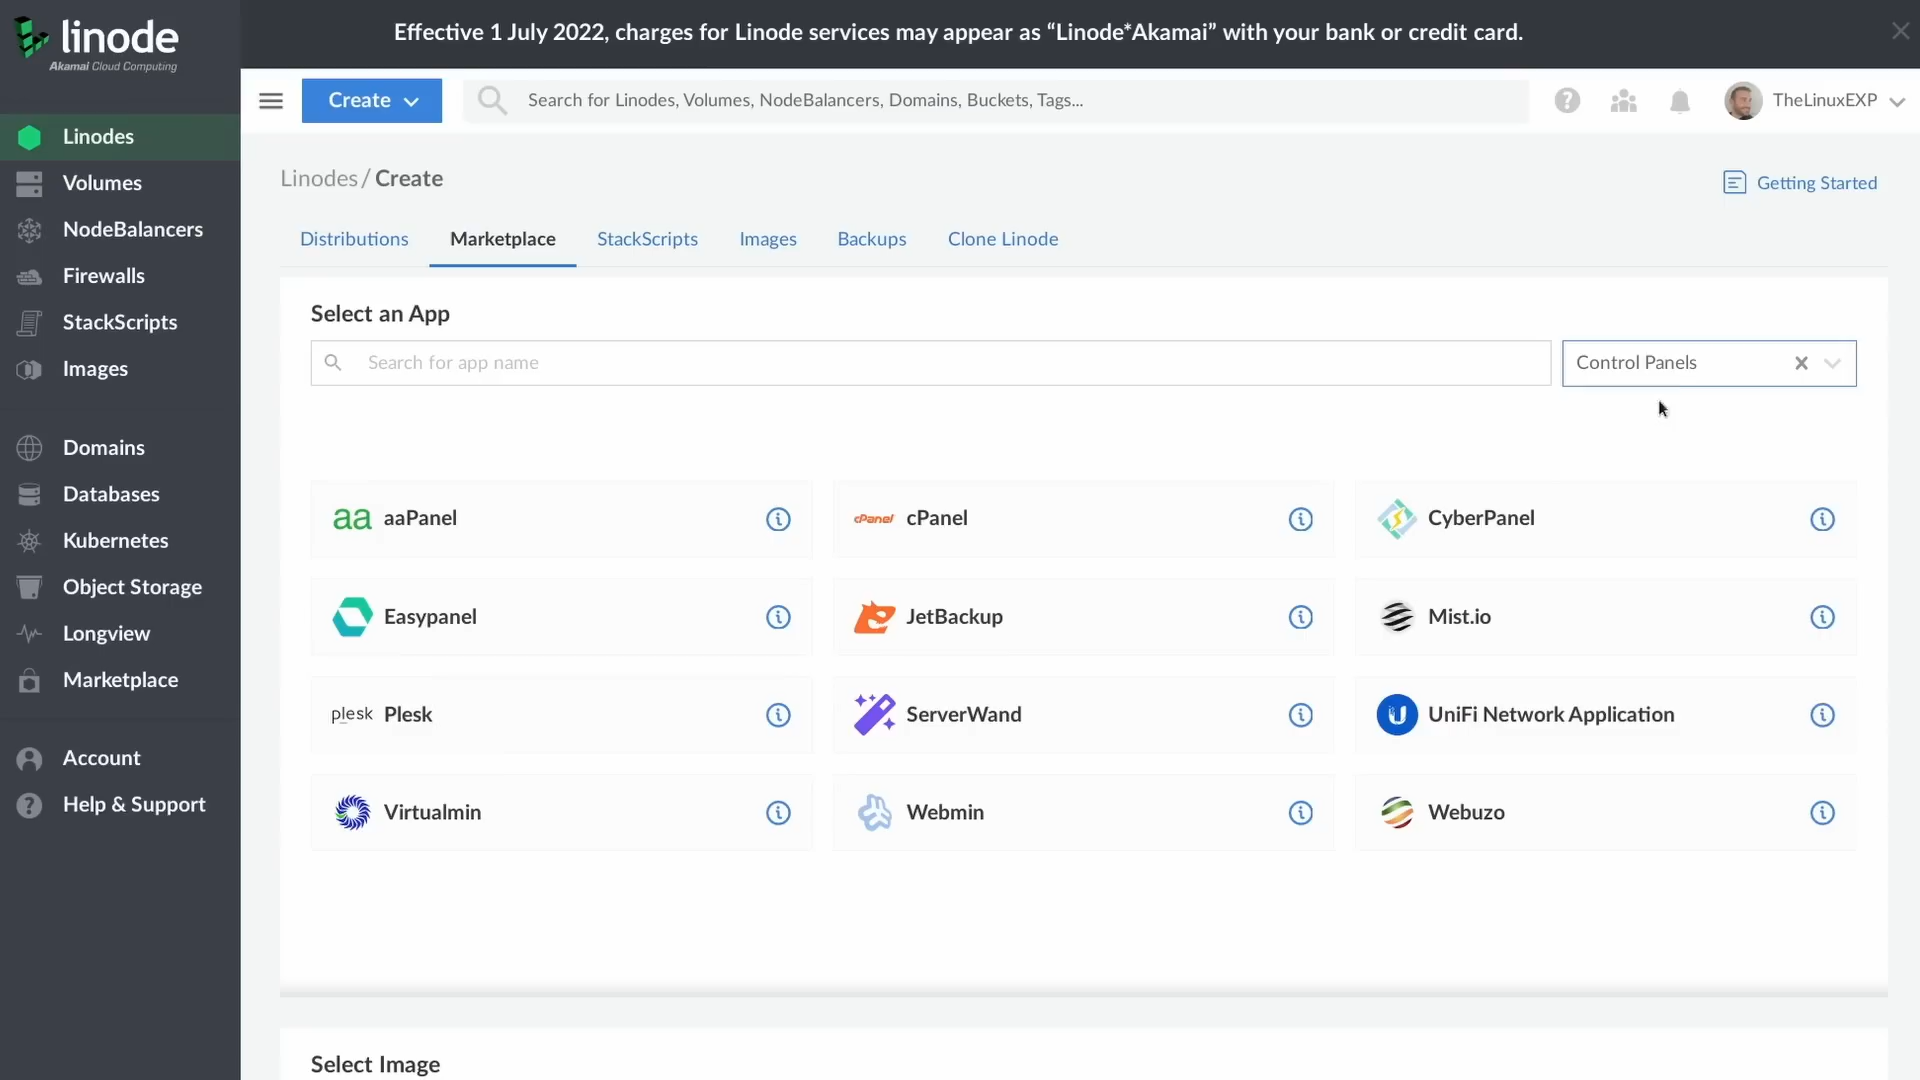 linode
Akamai Cloud Computing
Effective 1 July 2022, charges for Linode services may appear as “Linode*Akamai” with your bank or credit card.
Create
Search for Linodes, Volumes, NodeBalancers, Domains, Buckets, Tags...
TheLinuxEXP
Linodes
Volumes
NodeBalancers
Firewalls
StackScripts
Images
Domains
Databases
Kubernetes
Object Storage
Longview
Marketplace
Account
Help & Support
Linodes / Create
Getting Started
Distributions Marketplace StackScripts Images Backups Clone Linode
Select an App
Search for app name
Control Panels
aa aaPanel
cPanel cPanel
CyberPanel
Easypanel
JetBackup
Mist.io
plesk Plesk
ServerWand
U UniFi Network Application
Virtualmin
Webmin
Webuzo
Select Image